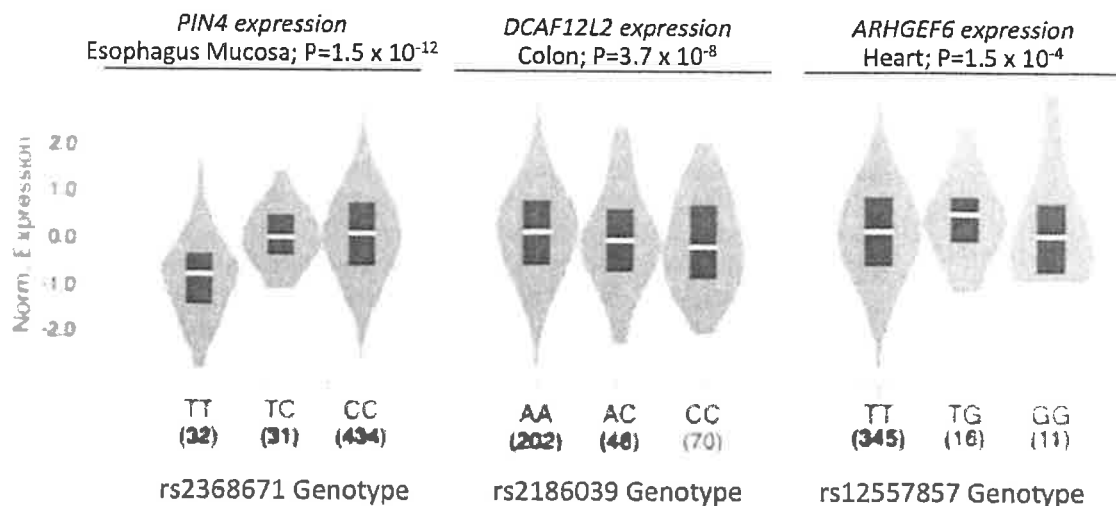 PIN4 expression
Esophagus Mucosa; P=1.5 x 10-12
DCAF12L2 expression
Colon; P=3.7 x 10-8
ARHGEF6 expression
Heart; P=1.5 x 10-4
Norm. Expression
2.0
1.0
0.0
-1.0
-2.0
TT TC CC
(32) (31) (434)
rs2368671 Genotype
AA AC CC
(202) (46) (70)
rs2186039 Genotype
TT TG GG
(345) (16) (11)
rs12557857 Genotype